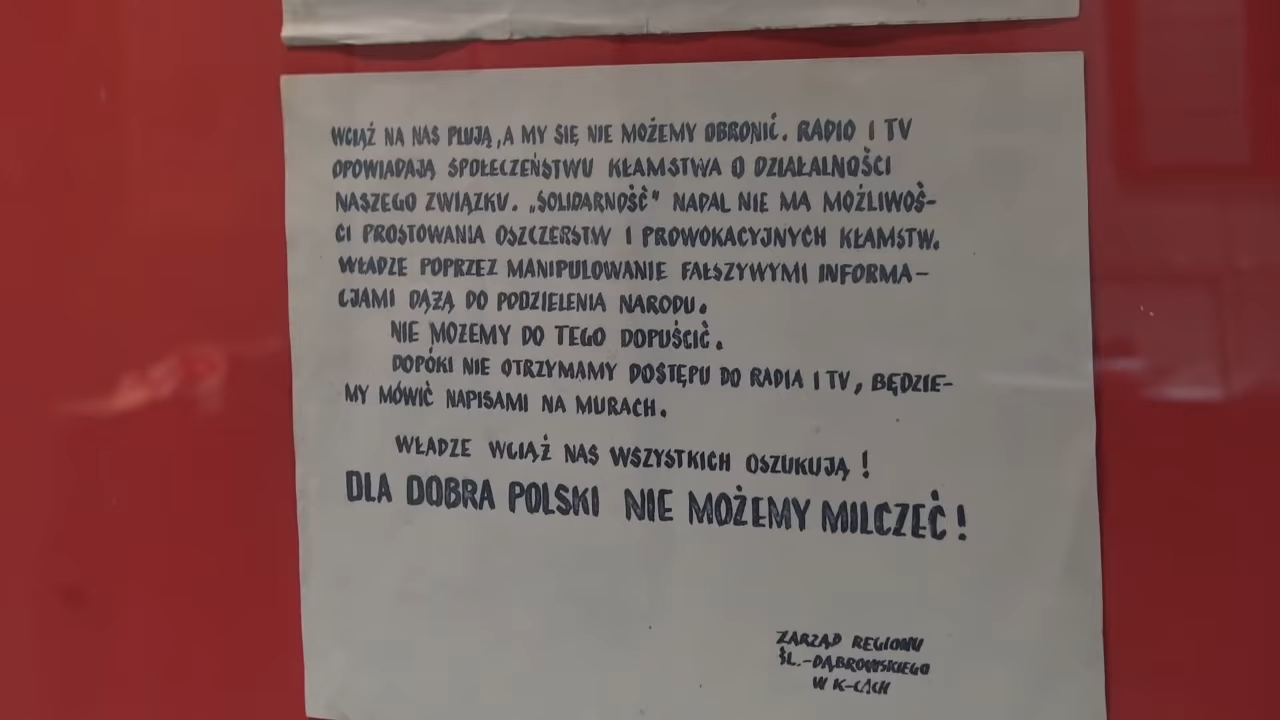 WCIĄŻ NA NAS PLUJĄ, A MY SIĘ NIE MOŻEMY OBRONIĆ. RADIO I TV
OPOWIADAJĄ SPOŁECZEŃSTWU KŁAMSTWA O DZIAŁALNOŚCI
NASZEGO ZWIĄZKU. „SOLIDARNOŚĆ" NADAL NIE MA MOŻLIWOŚ-
CI PROSTOWANIA OSZCZERSTW I PROWOKACYJNYCH KŁAMSTW.
WŁADZE POPRZEZ MANIPULOWANIE FAŁSZYWYMI INFORMA-
CJAMI DĄŻĄ DO PODZIELENIA NARODU.
NIE MOŻEMY DO TEGO DOPUŚCIĆ.
DOPÓKI NIE OTRZYMAMY DOSTĘPU DO RADIA I TV, BĘDZIE-
MY MÓWIĆ NAPISAMI NA MURACH.
WŁADZE WCIĄŻ NAS WSZYSTKICH OSZUKUJĄ!
DLA DOBRA POLSKI NIE MOŻEMY MILCZEĆ!
ZARZĄD REGIONU
ŚL.-DĄBROWSKIEGO
W K-CACH